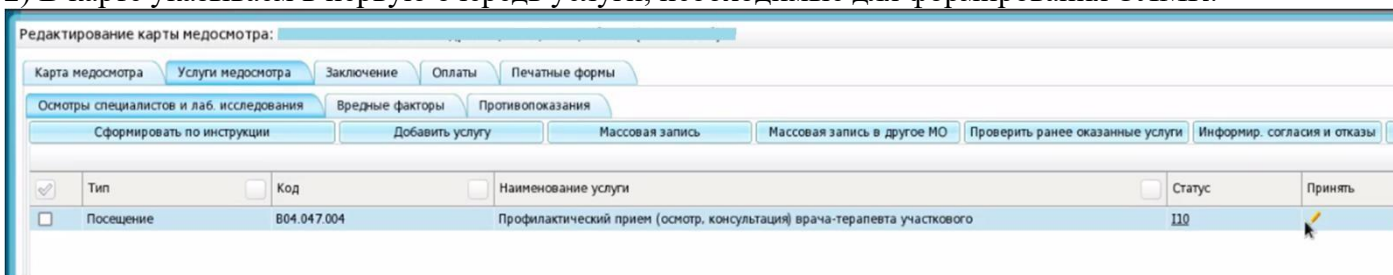 Редактирование карты медосмотра:
Карта медосмотра Услуги медосмотра Заключение Оплаты Печатные формы
Осмотры специалистов и лаб. исследования Вредные факторы Противопоказания
Сформировать по инструкции Добавить услугу Массовая запись Массовая запись в другое МО Проверить ранее оказанные услуги Информир. согласия и отказы
Тип Код Наименование услуги Статус Принять
Посещение B04.047.004 Профилактический прием (осмотр, консультация) врача-терапевта участкового I10